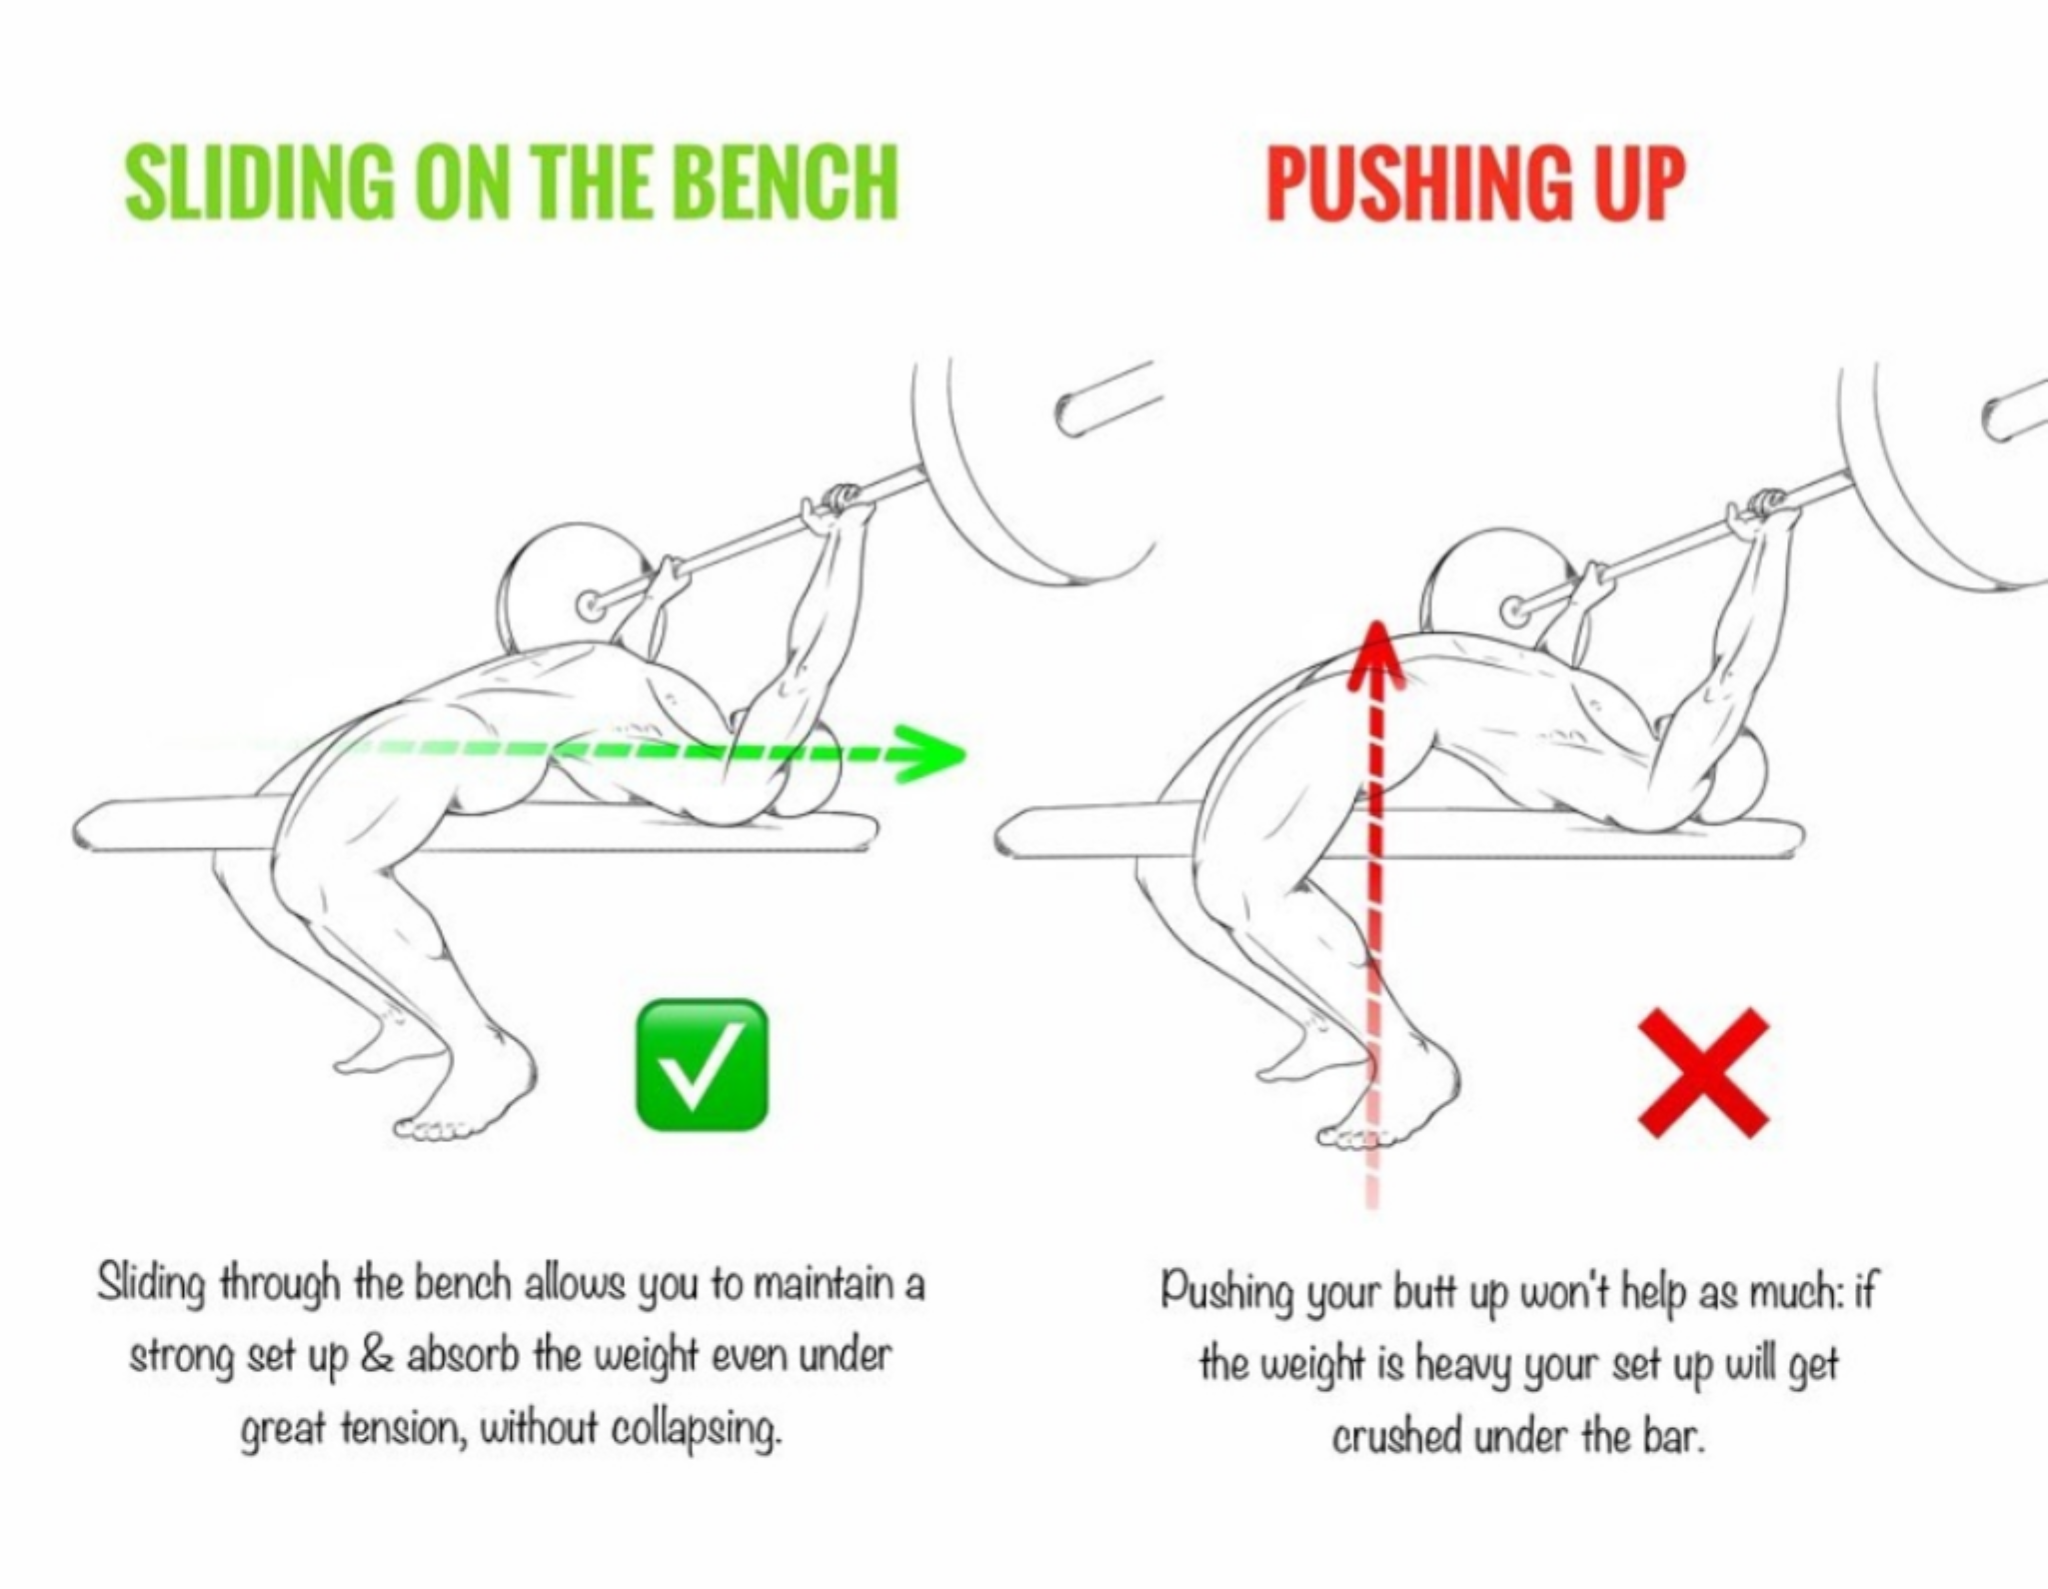 SLIDING ON THE BENCH
Sliding through the bench allows you to maintain a
strong set up & absorb the weight even under
great tension, without collapsing.
PUSHING UP
Pushing your butt up won't help as much: if
the weight is heavy your set up will get
crushed under the bar.